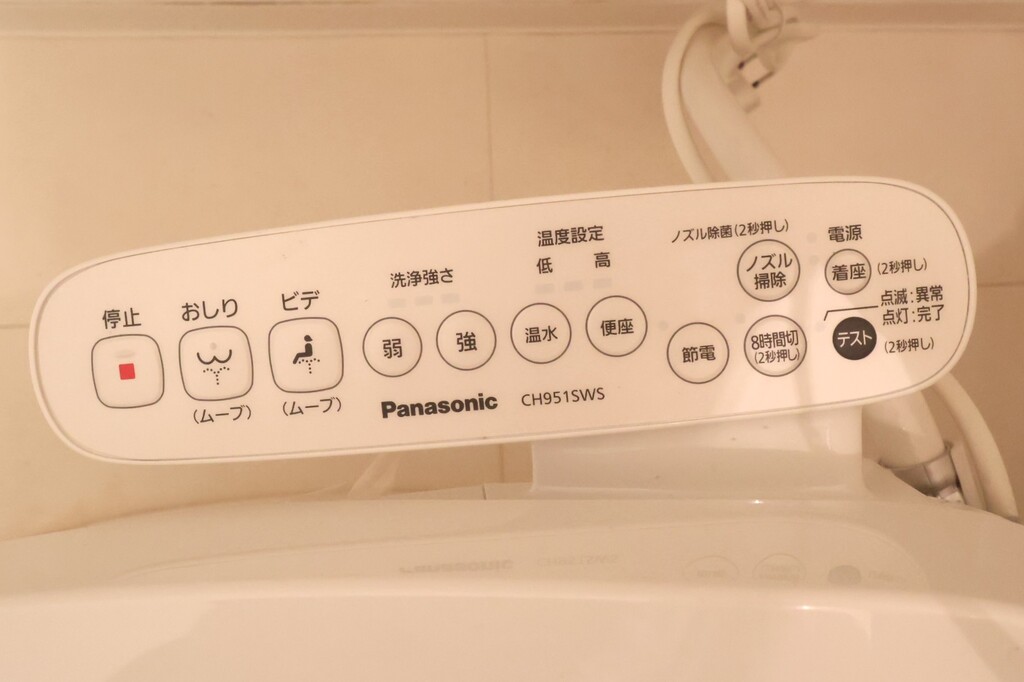 停止
おしり
(ムーブ)
ビデ
(ムーブ)
洗浄強さ
弱
強
温度設定
低 高
温水
便座
Panasonic CH951SWS
ノズル除菌(2秒押し)
ノズル
掃除
節電
8時間切
(2秒押し)
電源
着座
(2秒押し)
点滅:異常
点灯:完了
テスト
(2秒押し)